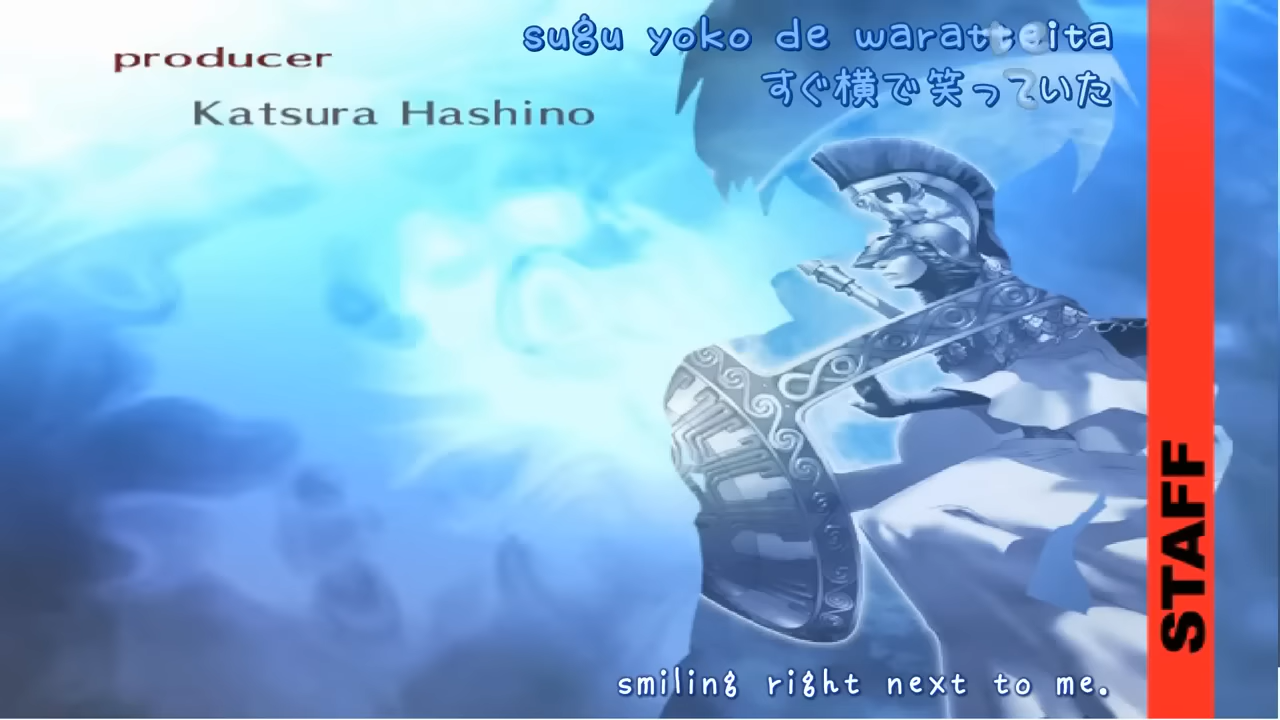 producer
Katsura Hashino
sugu yoko de waratteita
すぐ横で笑っていた
STAFF
smiling right next to me.